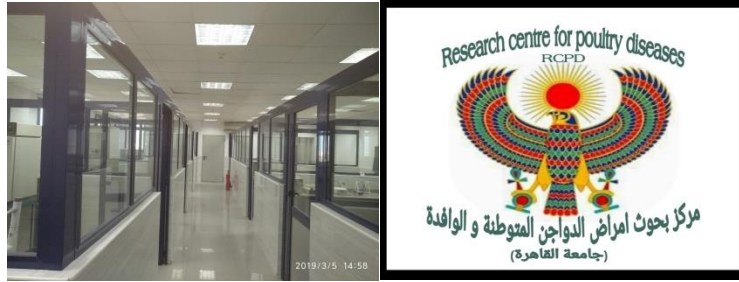 2019/3/5 14:58
Research centre for poultry diseases
RCPD
مركز بحوث امراض الدواجن المتوطنة و الوافدة
(جامعة القاهرة)